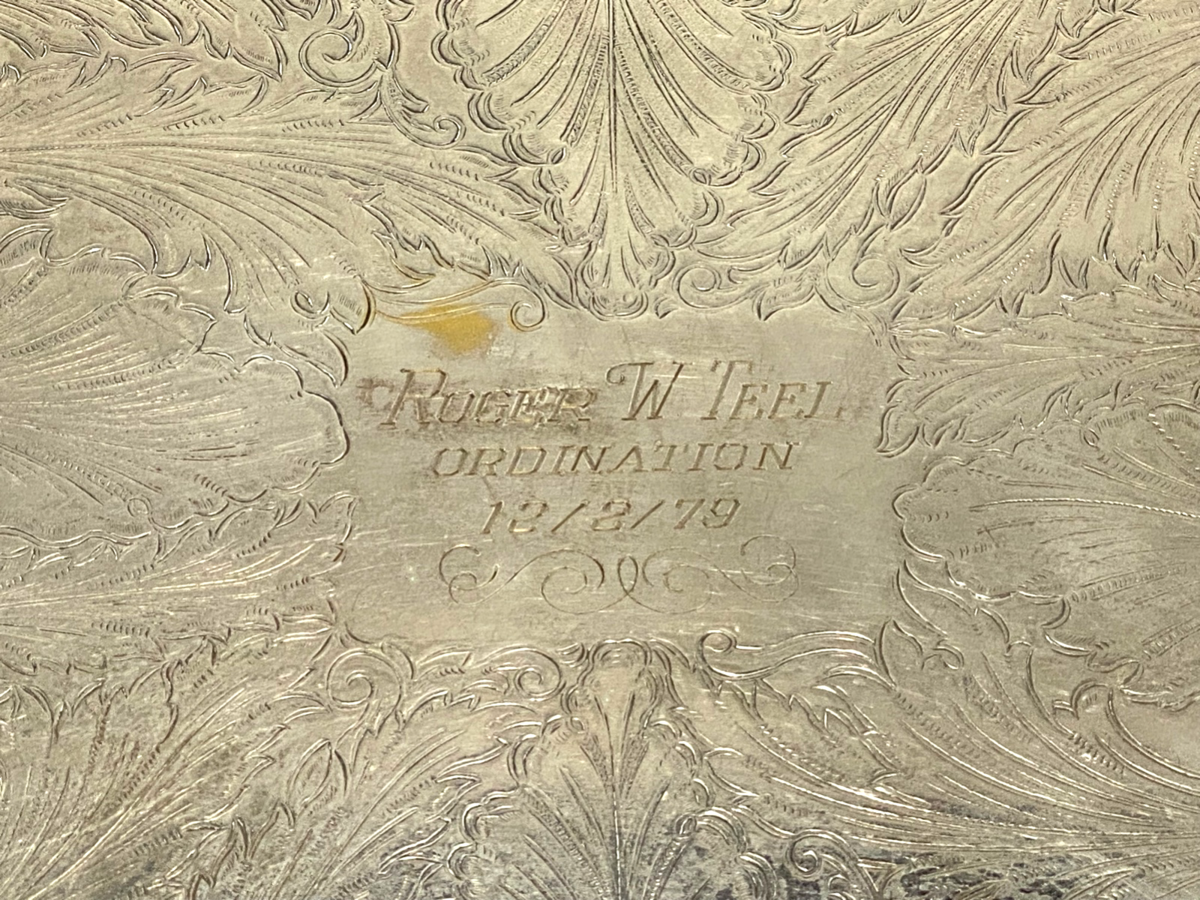 ROGER W TEEL
ORDINATION
12/2/79